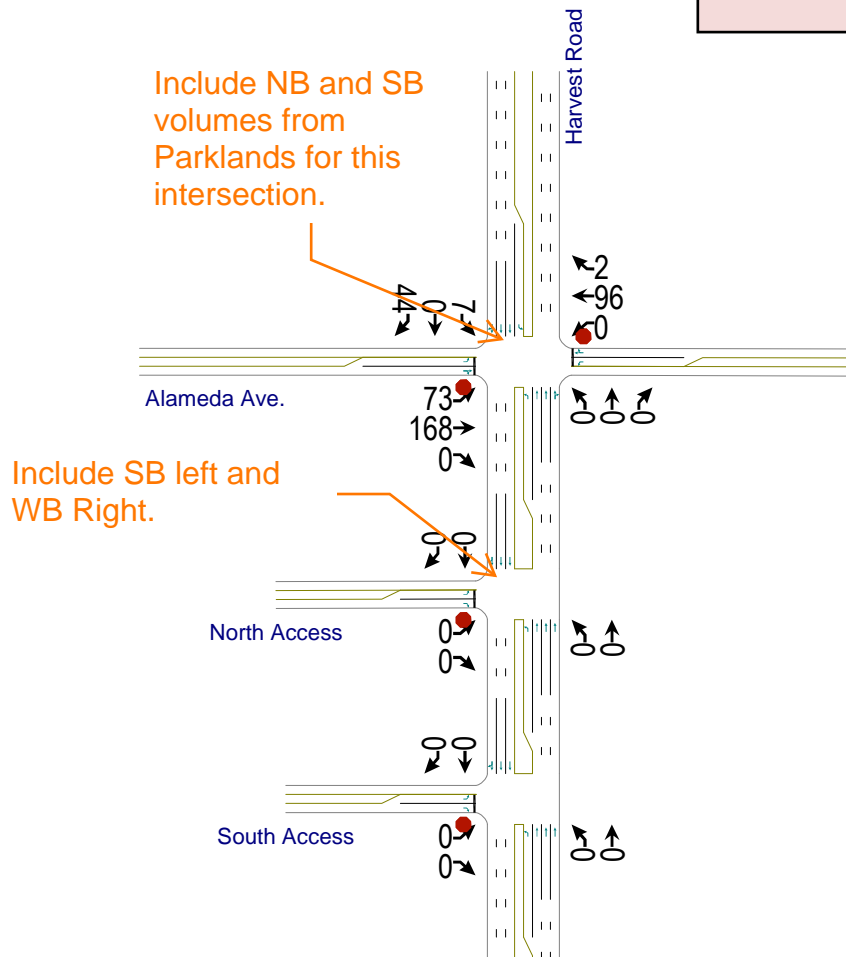 Harvest Road
Include NB and SB
volumes from
Parklands for this
intersection.
2
96
0
44
0
7
Alameda Ave.
73
168
0
0
0
0
Include SB left and
WB Right.
0
0
North Access
0
0
0
0
0
0
South Access
0
0
0
0